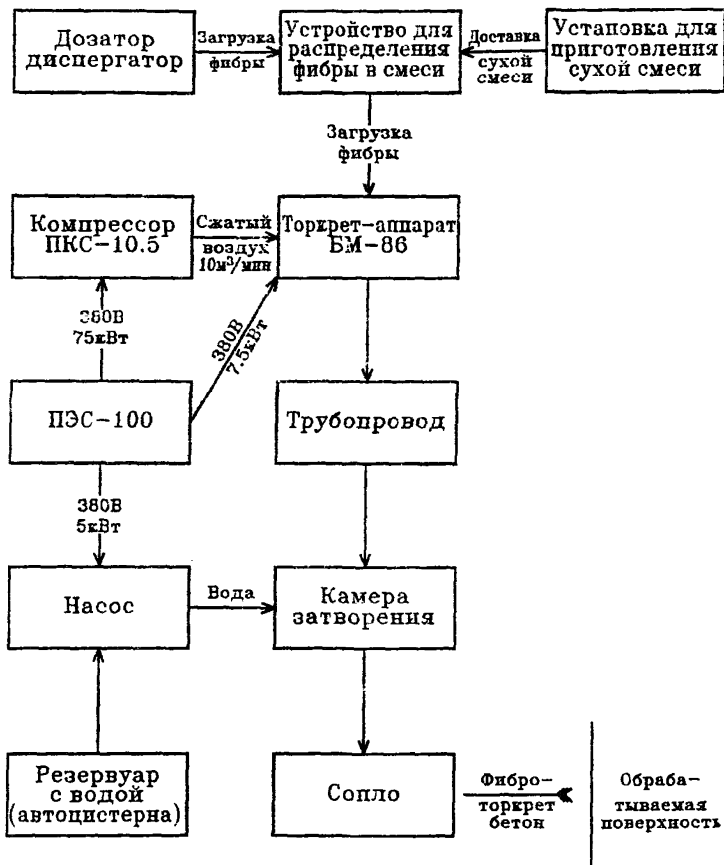 Дозатор
диспергатор
Загрузка
фибры
Устройство для
распределения
фибры в смеси
Доставка
сухой
смеси
Устаповка для
приготовления
сухой смеси
Загрузка
фибры
Компрессор
ПКС-10.5
Сжатый
воздух
10м³/мин
Торкрет-аппарат
БМ-86
380В
75кВт
380В
7.5кВт
ПЭС-100
Трубопровод
380В
5кВт
Насос
Вода
Камера
затворения
Резервуар
с водой
(автоцистерна)
Сопло
Фибро-
торкрет
бетон
Обраба-
тываемая
поверхность